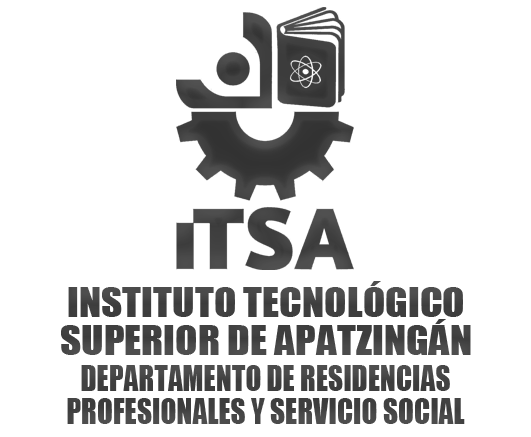 iTSA
INSTITUTO TECNOLÓGICO
SUPERIOR DE APATZINGÁN
DEPARTAMENTO DE RESIDENCIAS
PROFESIONALES Y SERVICIO SOCIAL